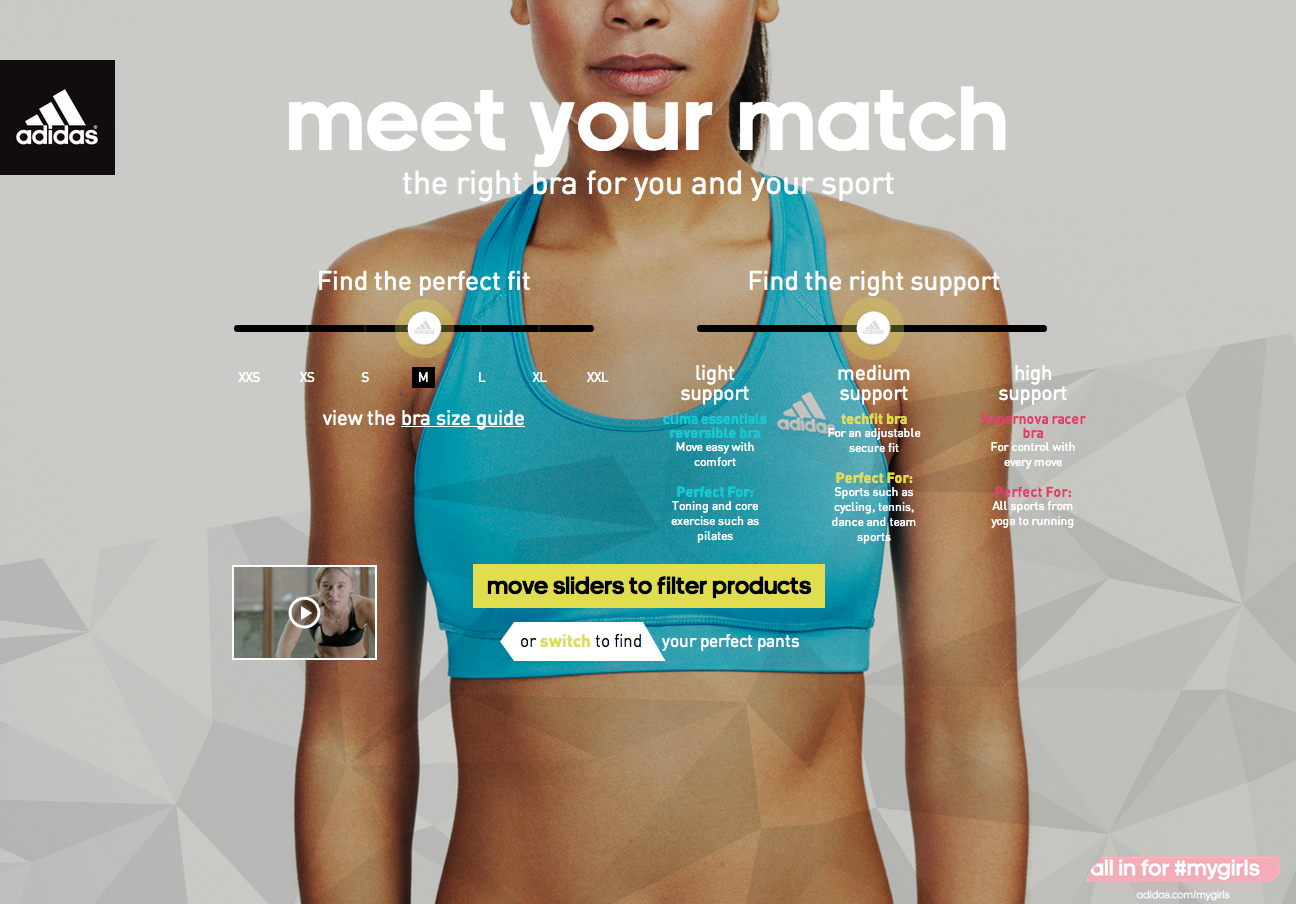 adidas
meet your match
the right bra for you and your sport
Find the perfect fit
XXS XS S M L XL XXL
view the bra size guide
Find the right support
light
support
clima essentials
reversible bra
Move easy with
comfort
Perfect For:
Toning and core
exercise such as
pilates
adidas
medium
support
techfit bra
For an adjustable
secure fit
Perfect For:
Sports such as
cycling, tennis,
dance and team
sports
high
support
Supernova racer
bra
For control with
every move
Perfect For:
All sports from
yoga to running
move sliders to filter products
or switch to find your perfect pants
all in for #mygirls
adidas.com/mygirls